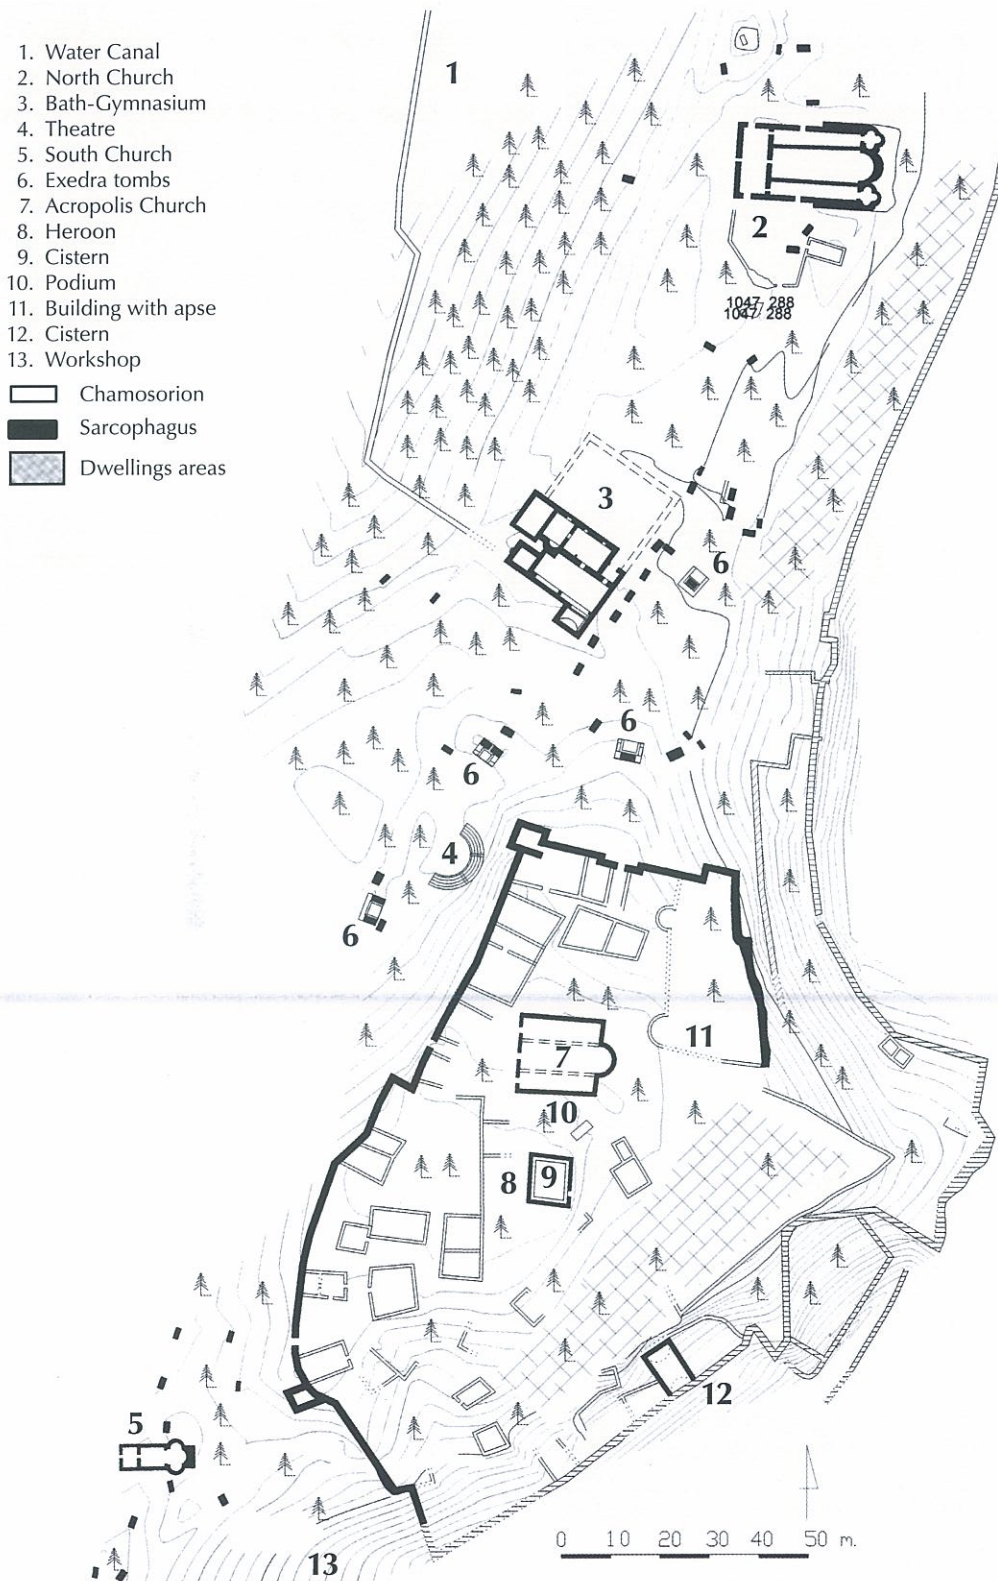 1. Water Canal
2. North Church
3. Bath-Gymnasium
4. Theatre
5. South Church
6. Exedra tombs
7. Acropolis Church
8. Heroon
9. Cistern
10. Podium
11. Building with apse
12. Cistern
13. Workshop
Chamosorion
Sarcophagus
Dwellings areas
1
2
1047 288
1047 288
3
6
6
6
4
6
11
7
10
8
9
12
5
13
0 10 20 30 40 50 m.